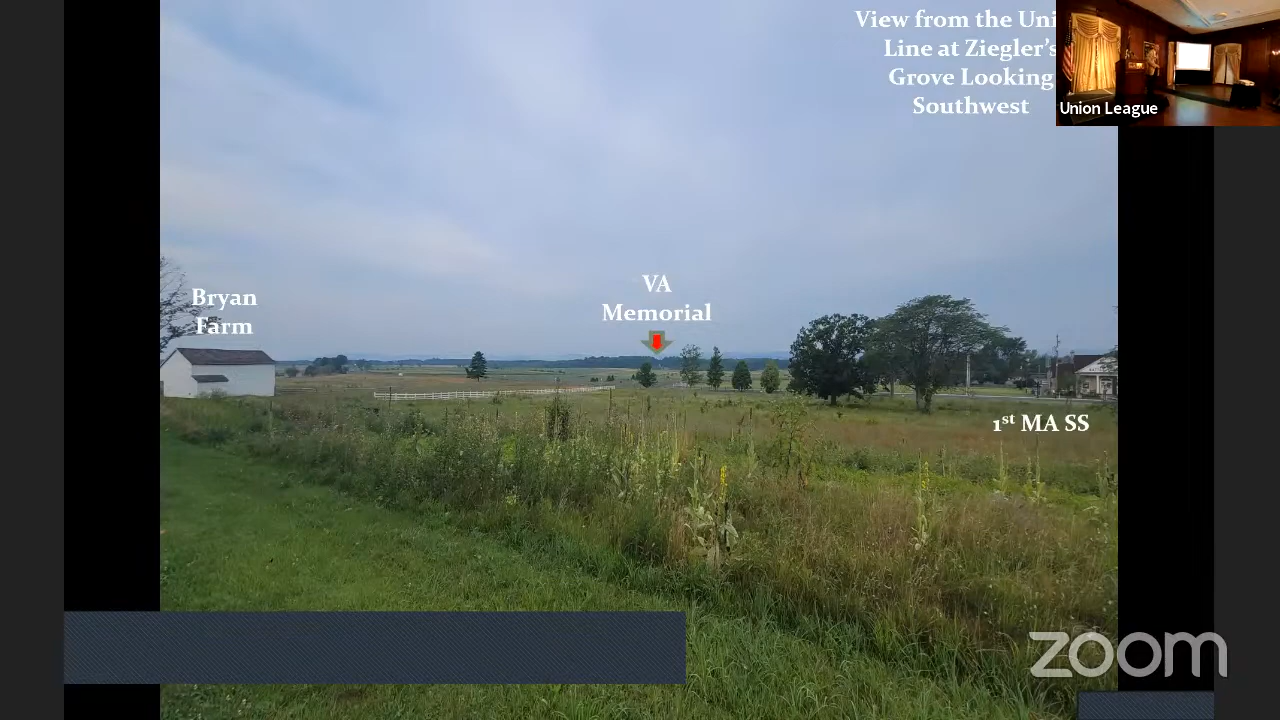 View from the Uni
Line at Ziegler's
Grove Looking
Southwest
Union League
VA
Memorial
Bryan
Farm
1st MA SS
zoom